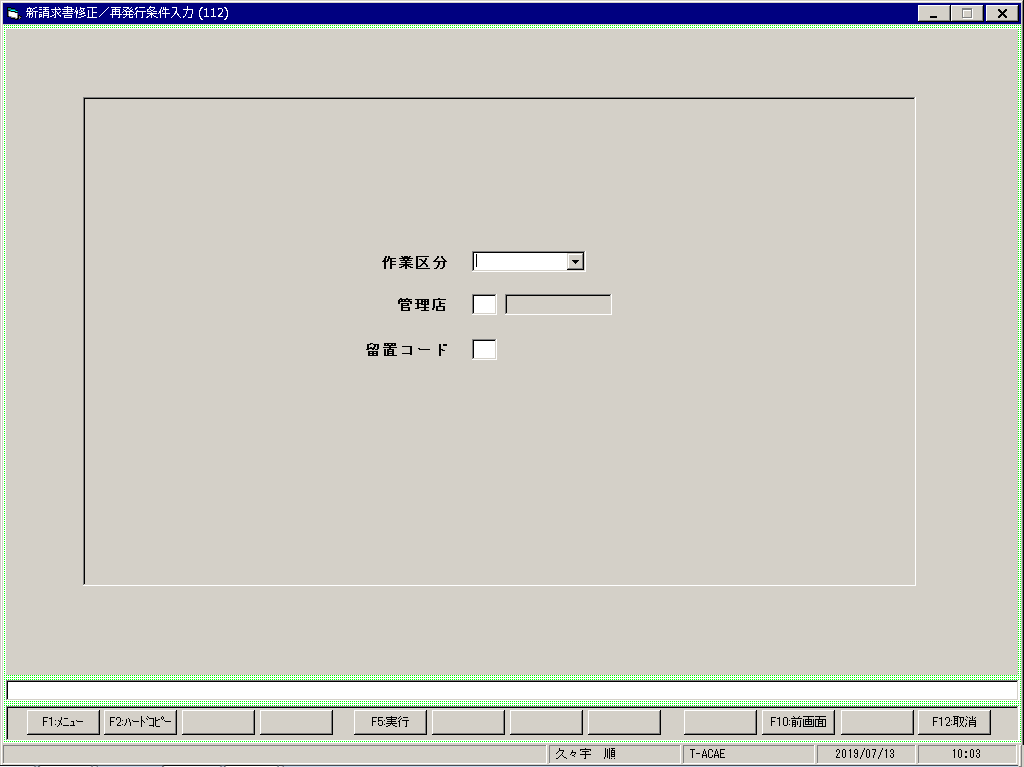 新請求書修正／再発行条件入力 (112)
作業区分
管理店
留置コード
F1:ﾒﾆｭｰ F2:ﾊｰﾄﾞｺﾋﾟｰ F5:実行 F10:前画面 F12:取消
久々宇　順 T-ACAE 2019/07/13 10:03